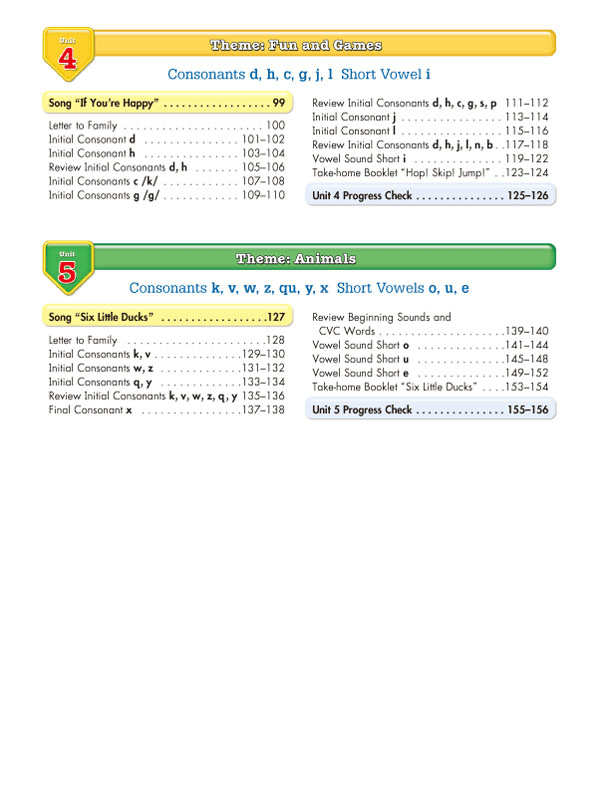 Unit
4
Theme: Fun and Games
Consonants d, h, c, g, j, l Short Vowel i
Song “If You’re Happy” . . . . . . . . . . . . . . . . . . 99
Letter to Family . . . . . . . . . . . . . . . . . . . . . . . 100
Initial Consonant d . . . . . . . . . . . . . . . . . 101–102
Initial Consonant h . . . . . . . . . . . . . . . . . 103–104
Review Initial Consonants d, h . . . . . . . 105–106
Initial Consonants c /k/ . . . . . . . . . . . . . 107–108
Initial Consonants g /g/ . . . . . . . . . . . . . 109–110
Review Initial Consonants d, h, c, g, s, p 111–112
Initial Consonant j . . . . . . . . . . . . . . . . . 113–114
Initial Consonant l . . . . . . . . . . . . . . . . . 115–116
Review Initial Consonants d, h, j, l, n, b . . 117–118
Vowel Sound Short i . . . . . . . . . . . . . . . 119–122
Take-home Booklet “Hop! Skip! Jump!” . . 123–124
Unit 4 Progress Check . . . . . . . . . . . . . . . 125–126
Unit
5
Theme: Animals
Consonants k, v, w, z, qu, y, x Short Vowels o, u, e
Song “Six Little Ducks” . . . . . . . . . . . . . . . . . . 127
Letter to Family . . . . . . . . . . . . . . . . . . . . . . . 128
Initial Consonants k, v . . . . . . . . . . . . . . . 129–130
Initial Consonants w, z . . . . . . . . . . . . . . . 131–132
Initial Consonants q, y . . . . . . . . . . . . . . . 133–134
Review Initial Consonants k, v, w, z, q, y 135–136
Final Consonant x . . . . . . . . . . . . . . . . . 137–138
Review Beginning Sounds and
CVC Words . . . . . . . . . . . . . . . . . . . . . 139–140
Vowel Sound Short o . . . . . . . . . . . . . . . 141–144
Vowel Sound Short u . . . . . . . . . . . . . . . 145–148
Vowel Sound Short e . . . . . . . . . . . . . . . 149–152
Take-home Booklet “Six Little Ducks” . . . . 153–154
Unit 5 Progress Check . . . . . . . . . . . . . . . 155–156